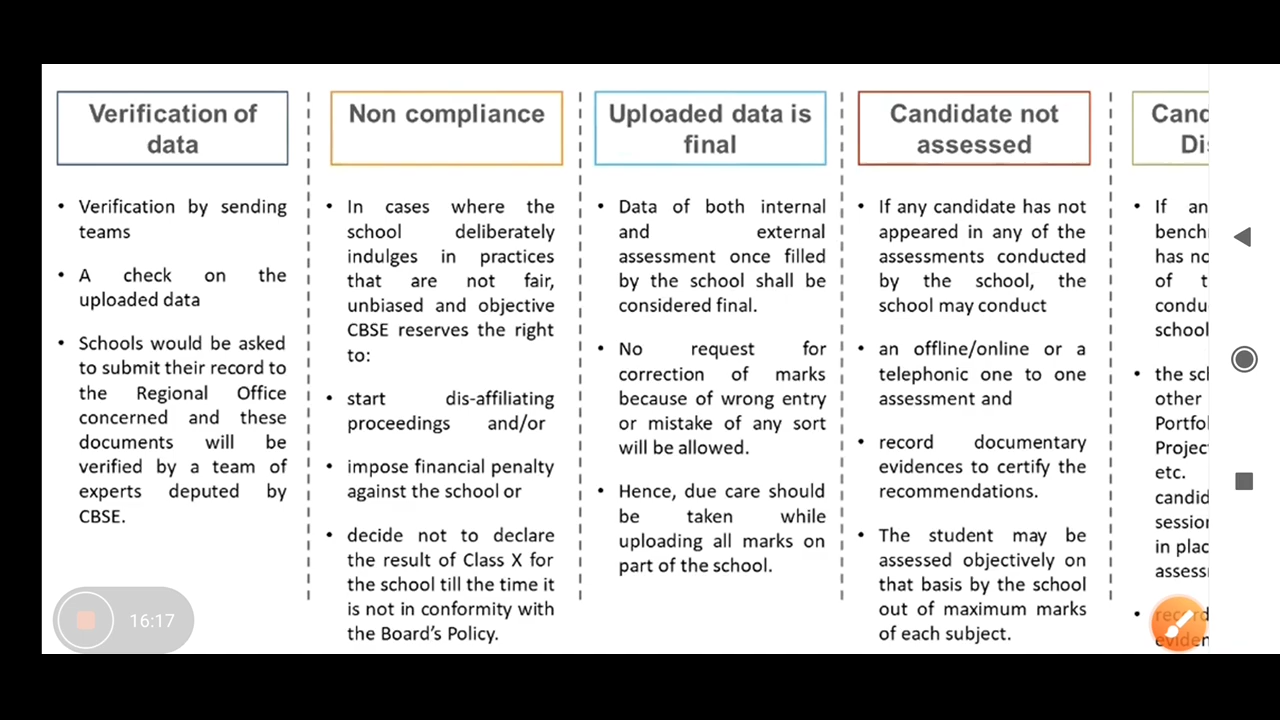 Verification of
data
Verification by sending
teams
A check on the
uploaded data
Schools would be asked
to submit their record to
the Regional Office
concerned and these
documents will be
verified by a team of
experts deputed by
CBSE.
16:17
Non compliance
In cases where the
school deliberately
indulges in practices
that are not fair,
unbiased and objective
CBSE reserves the right
to:
start dis-affiliating
proceedings and/or
impose financial penalty
against the school or
decide not to declare
the result of Class X for
the school till the time it
is not in conformity with
the Board's Policy.
Uploaded data is
final
Data of both internal
and external
assessment once filled
by the school shall be
considered final.
No request for
correction of marks
because of wrong entry
or mistake of any sort
will be allowed.
Hence, due care should
be taken while
uploading all marks on
part of the school.
Candidate not
assessed
If any candidate has not
appeared in any of the
assessments conducted
by the school, the
school may conduct
an offline/online or a
telephonic one to one
assessment and
record documentary
evidences to certify the
recommendations.
The student may be
assessed objectively on
that basis by the school
out of maximum marks
of each subject.
If
of
the
other
etc.
in